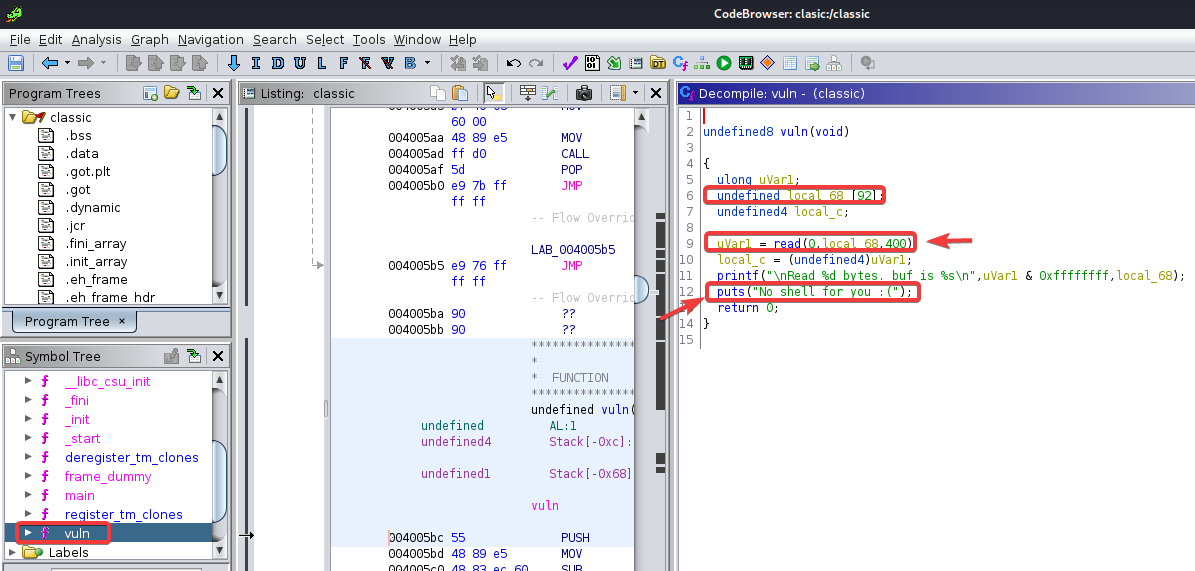 CodeBrowser: clasic:/classic
File Edit Analysis Graph Navigation Search Select Tools Window Help
I D U L F F V B
Program Trees
classic
.bss
.data
.got.plt
.got
.dynamic
.jcr
.fini_array
.init_array
.eh_frame
.eh_frame_hdr
Program Tree ×
Symbol Tree
f __libc_csu_init
f _fini
f _init
f _start
f deregister_tm_clones
f frame_dummy
f main
f register_tm_clones
f vuln
Labels
Listing: classic
60 00
004005aa 48 89 e5 MOV
004005ad ff d0 CALL
004005af 5d POP
004005b0 e9 7b ff JMP
ff ff
-- Flow Overrid
LAB_004005b5
004005b5 e9 76 ff JMP
ff ff
-- Flow Overrid
004005ba 90 ??
004005bb 90 ??
***************
*
* FUNCTION
***************
undefined vuln(
undefined AL:1
undefined4 Stack[-0xc]:
undefined1 Stack[-0x68]
vuln
004005bc 55 PUSH
004005bd 48 89 e5 MOV
004005c0 48 83 ec 60 SUB
Decompile: vuln - (classic)
1
2 undefined8 vuln(void)
3
4 {
5 ulong uVar1;
6 undefined local_68 [92];
7 undefined4 local_c;
8
9 uVar1 = read(0,local_68,400)
10 local_c = (undefined4)uVar1;
11 printf("\nRead %d bytes. buf is %s\n",uVar1 & 0xffffffff,local_68);
12 puts("No shell for you :(");
return 0;
14 }
15